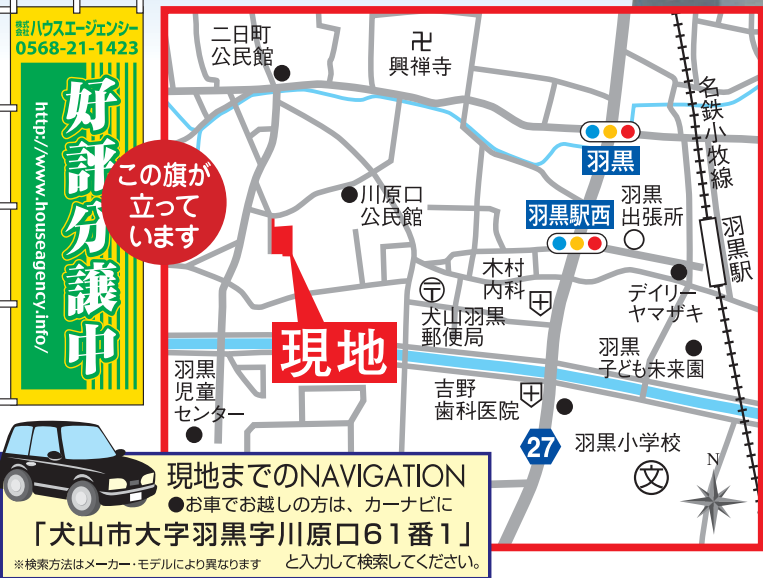 株式会社ハウスエージェンシー
0568-21-1423
好評分譲中
http://www.houseagency.info/
この旗が
立って
います
二日町
公民館
卍
興禅寺
名鉄小牧線
羽黒
川原口
公民館
羽黒駅西
羽黒
出張所
羽黒駅
木村
内科
〒
犬山羽黒
郵便局
デイリー
ヤマザキ
現地
羽黒
子ども未来園
羽黒
児童
センター
吉野
歯科医院
27
羽黒小学校
文
N
現地までのNAVIGATION
●お車でお越しの方は、カーナビに
「犬山市大字羽黒字川原口61番1」
※検索方法はメーカー・モデルにより異なります と入力して検索してください。